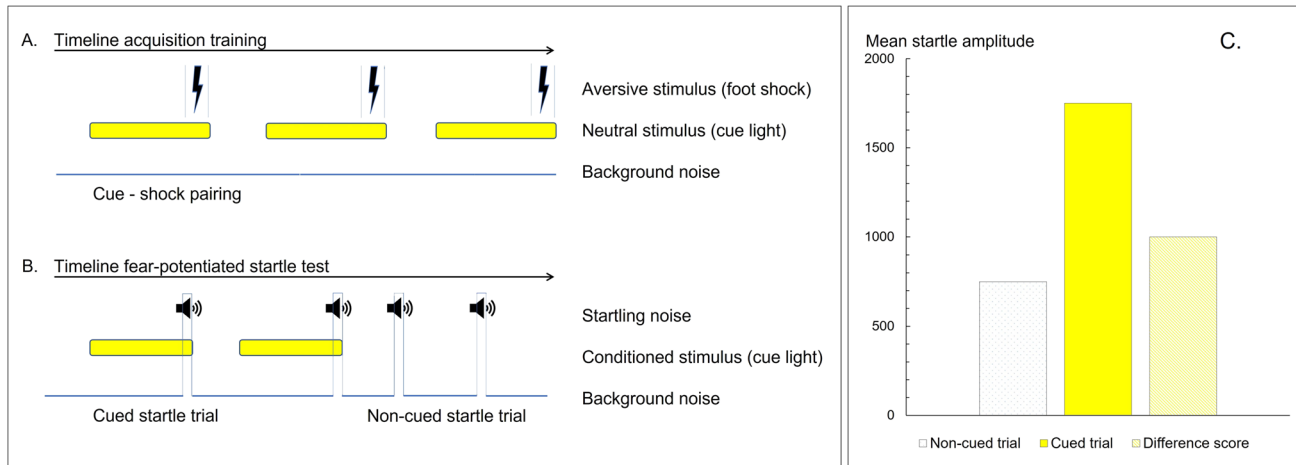 A. Timeline acquisition training
Aversive stimulus (foot shock)
Neutral stimulus (cue light)
Background noise
Cue - shock pairing
B. Timeline fear-potentiated startle test
Startling noise
Conditioned stimulus (cue light)
Background noise
Cued startle trial Non-cued startle trial
C.
Mean startle amplitude
2000
1500
1000
500
0
Non-cued trial Cued trial Difference score